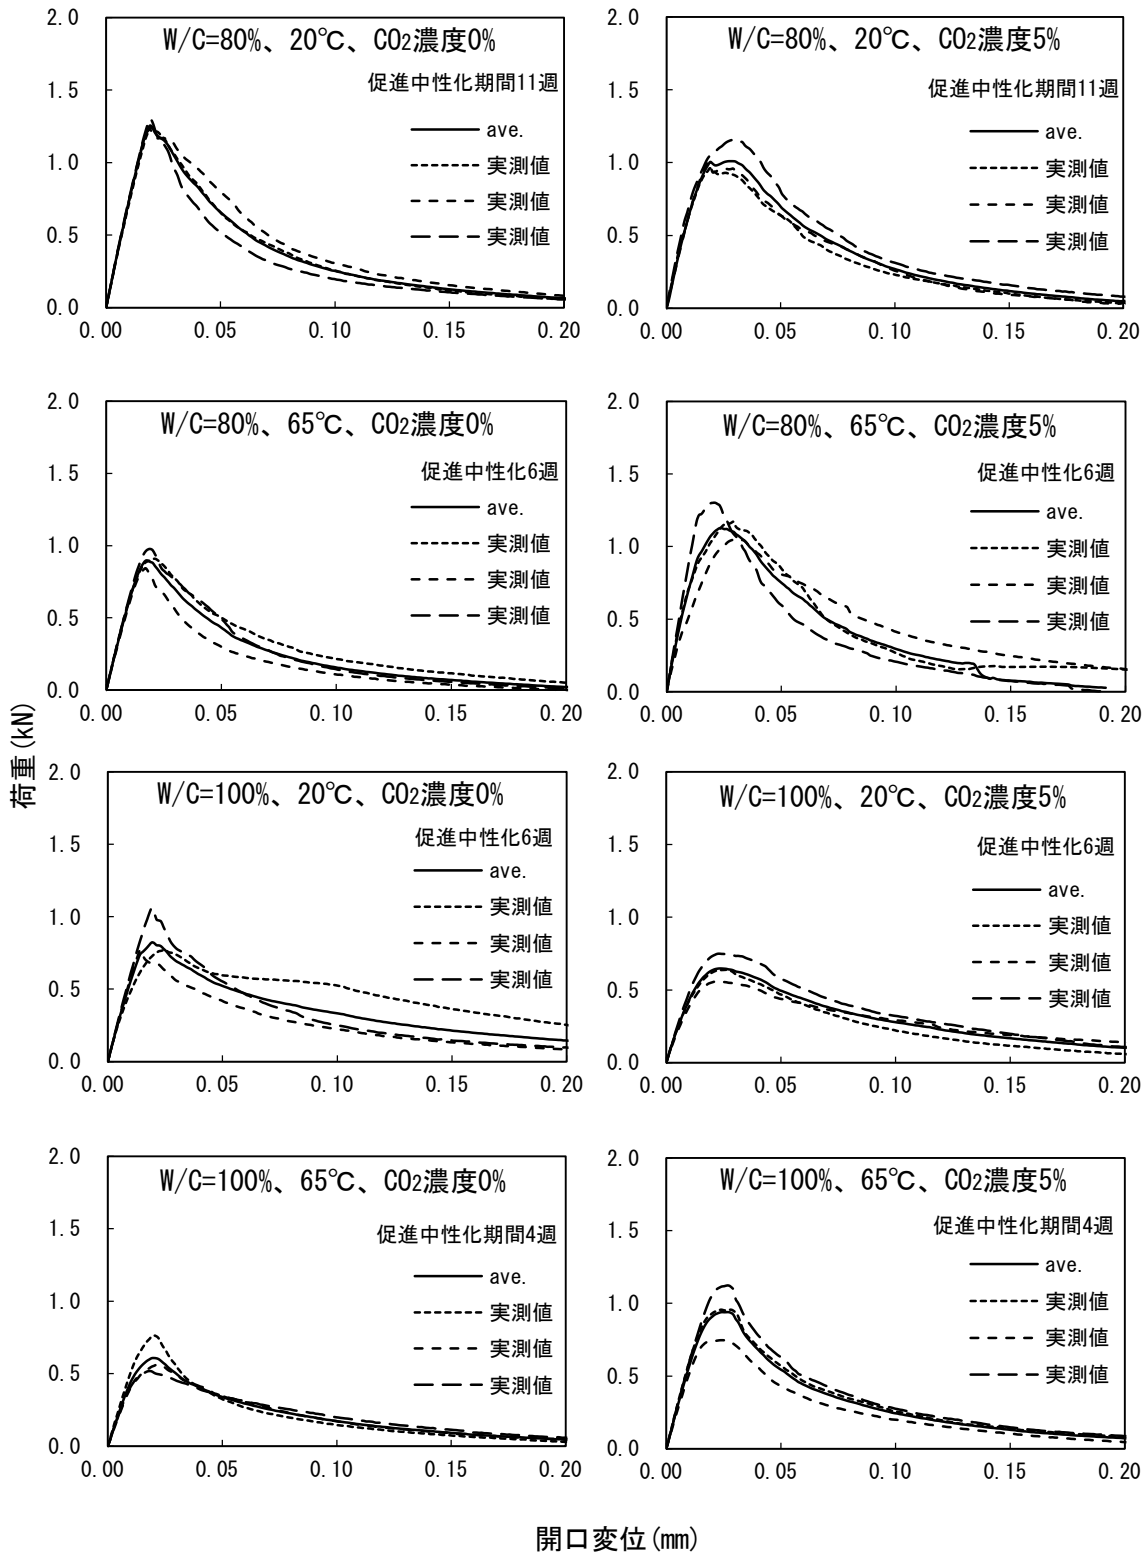 2.0
W/C=80%、20℃、CO2濃度0%
促進中性化期間11週
1.5
ave.
1.0
実測値
実測値
0.5
実測値
0.0
0.00 0.05 0.10 0.15 0.20
2.0
W/C=80%、20℃、CO2濃度5%
促進中性化期間11週
1.5
ave.
1.0
実測値
実測値
0.5
実測値
0.0
0.00 0.05 0.10 0.15 0.20
2.0
W/C=80%、65℃、CO2濃度0%
促進中性化6週
1.5
ave.
1.0
実測値
実測値
0.5
実測値
0.0
0.00 0.05 0.10 0.15 0.20
2.0
W/C=80%、65℃、CO2濃度5%
促進中性化6週
1.5
ave.
1.0
実測値
実測値
0.5
実測値
0.0
0.00 0.05 0.10 0.15 0.20
荷重(kN)
2.0
W/C=100%、20℃、CO2濃度0%
促進中性化6週
1.5
ave.
1.0
実測値
実測値
0.5
実測値
0.0
0.00 0.05 0.10 0.15 0.20
2.0
W/C=100%、20℃、CO2濃度5%
促進中性化6週
1.5
ave.
1.0
実測値
実測値
0.5
実測値
0.0
0.00 0.05 0.10 0.15 0.20
2.0
W/C=100%、65℃、CO2濃度0%
促進中性化期間4週
1.5
ave.
1.0
実測値
実測値
0.5
実測値
0.0
0.00 0.05 0.10 0.15 0.20
2.0
W/C=100%、65℃、CO2濃度5%
促進中性化期間4週
1.5
ave.
1.0
実測値
実測値
0.5
実測値
0.0
0.00 0.05 0.10 0.15 0.20
開口変位(mm)